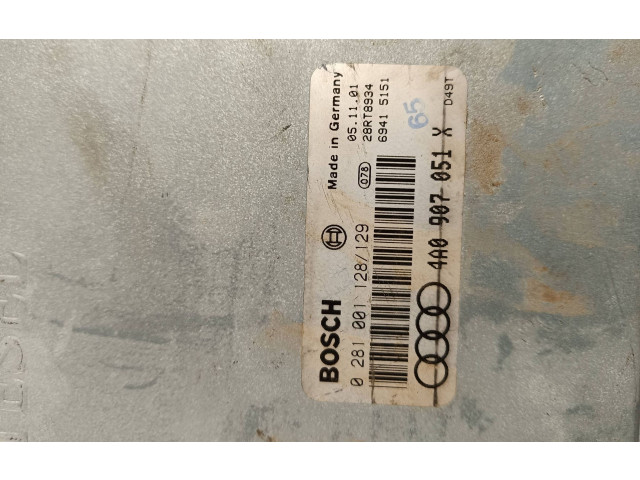 BOSCH
Made in Germany
0 281 001 128/129
078
05.11.01
28RT8934
6941 5151
65
4A0 907 051 X
D49T